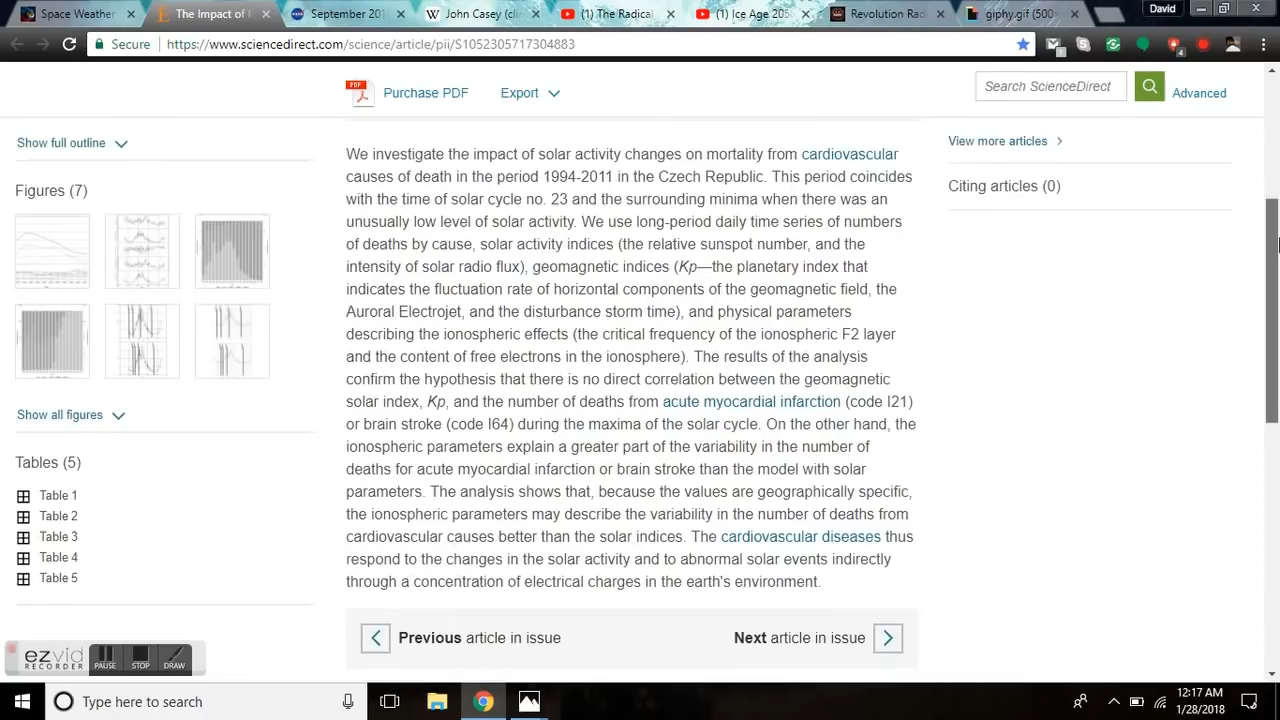 Space Weather
The Impact of
September 201
John Casey (cli
(1) The Radical
(1) Ice Age 205
Revolution Radi
giphy.gif (500×
David
Secure
https://www.sciencedirect.com/science/article/pii/S1052305717304883
PDF
Purchase PDF
Export
Search ScienceDirect
Advanced
Show full outline
Figures (7)
Show all figures
Tables (5)
Table 1
Table 2
Table 3
Table 4
Table 5
We investigate the impact of solar activity changes on mortality from cardiovascular
causes of death in the period 1994-2011 in the Czech Republic. This period coincides
with the time of solar cycle no. 23 and the surrounding minima when there was an
unusually low level of solar activity. We use long-period daily time series of numbers
of deaths by cause, solar activity indices (the relative sunspot number, and the
intensity of solar radio flux), geomagnetic indices (Kp—the planetary index that
indicates the fluctuation rate of horizontal components of the geomagnetic field, the
Auroral Electrojet, and the disturbance storm time), and physical parameters
describing the ionospheric effects (the critical frequency of the ionospheric F2 layer
and the content of free electrons in the ionosphere). The results of the analysis
confirm the hypothesis that there is no direct correlation between the geomagnetic
solar index, Kp, and the number of deaths from acute myocardial infarction (code I21)
or brain stroke (code I64) during the maxima of the solar cycle. On the other hand, the
ionospheric parameters explain a greater part of the variability in the number of
deaths for acute myocardial infarction or brain stroke than the model with solar
parameters. The analysis shows that, because the values are geographically specific,
the ionospheric parameters may describe the variability in the number of deaths from
cardiovascular causes better than the solar indices. The cardiovascular diseases thus
respond to the changes in the solar activity and to abnormal solar events indirectly
through a concentration of electrical charges in the earth's environment.
Previous article in issue
Next article in issue
View more articles
Citing articles (0)
ezvid
RECORDER
PAUSE
STOP
DRAW
Type here to search
12:17 AM
1/28/2018